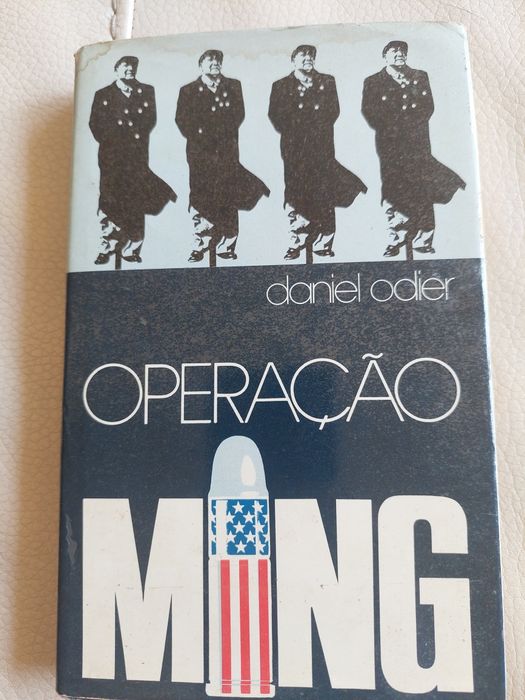 daniel odier
OPERAÇÃO
MING